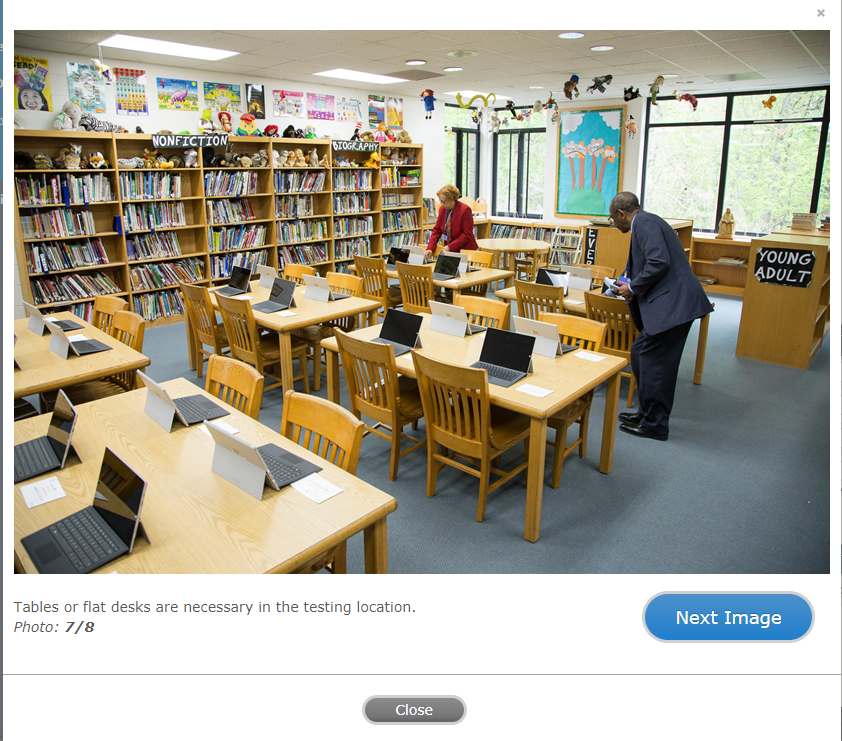 ×
NONFICTION
BIOGRAPHY
EVER
YOUNG
ADULT
Tables or flat desks are necessary in the testing location.
Photo: 7/8
Next Image
Close